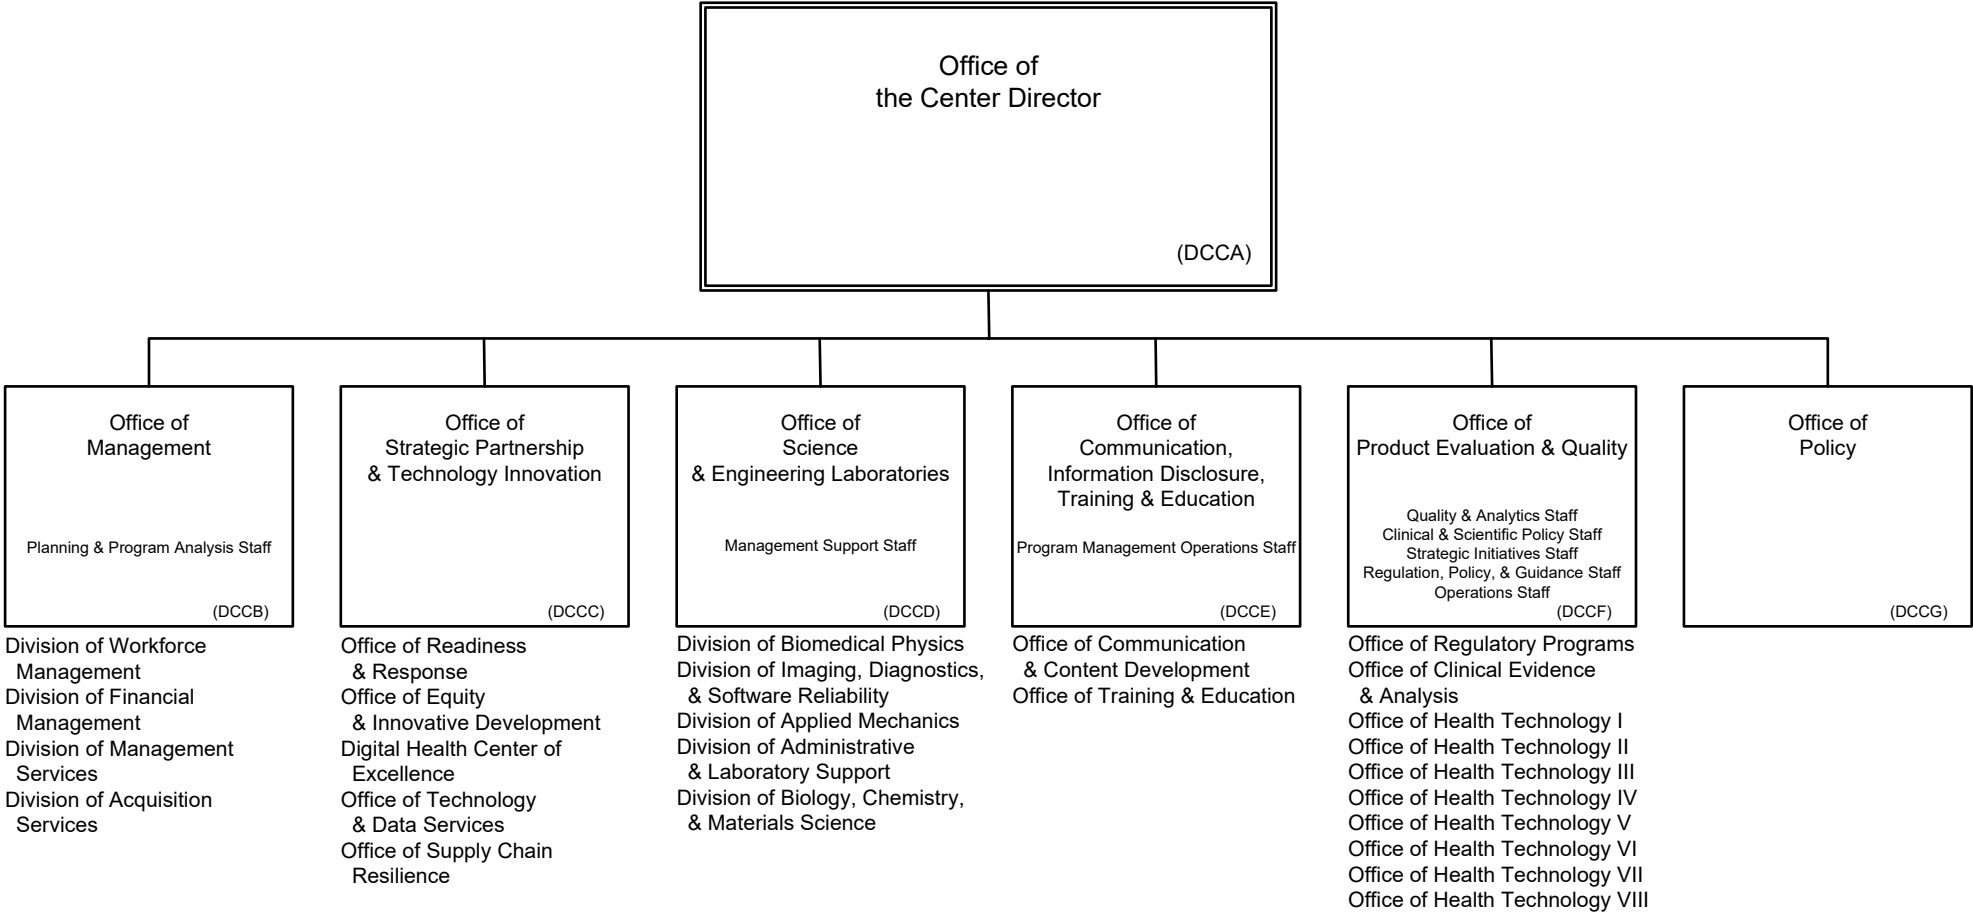 Office of
the Center Director
(DCCA)
Office of
Management
Planning & Program Analysis Staff
(DCCB)
Division of Workforce
Management
Division of Financial
Management
Division of Management
Services
Division of Acquisition
Services
Office of
Strategic Partnership
& Technology Innovation
(DCCC)
Office of Readiness
& Response
Office of Equity
& Innovative Development
Digital Health Center of
Excellence
Office of Technology
& Data Services
Office of Supply Chain
Resilience
Office of
Science
& Engineering Laboratories
Management Support Staff
(DCCD)
Division of Biomedical Physics
Division of Imaging, Diagnostics,
& Software Reliability
Division of Applied Mechanics
Division of Administrative
& Laboratory Support
Division of Biology, Chemistry,
& Materials Science
Office of
Communication,
Information Disclosure,
Training & Education
Program Management Operations Staff
(DCCE)
Office of Communication
& Content Development
Office of Training & Education
Office of
Product Evaluation & Quality
Quality & Analytics Staff
Clinical & Scientific Policy Staff
Strategic Initiatives Staff
Regulation, Policy, & Guidance Staff
Operations Staff
(DCCF)
Office of Regulatory Programs
Office of Clinical Evidence
& Analysis
Office of Health Technology I
Office of Health Technology II
Office of Health Technology III
Office of Health Technology IV
Office of Health Technology V
Office of Health Technology VI
Office of Health Technology VII
Office of Health Technology VIII
Office of
Policy
(DCCG)